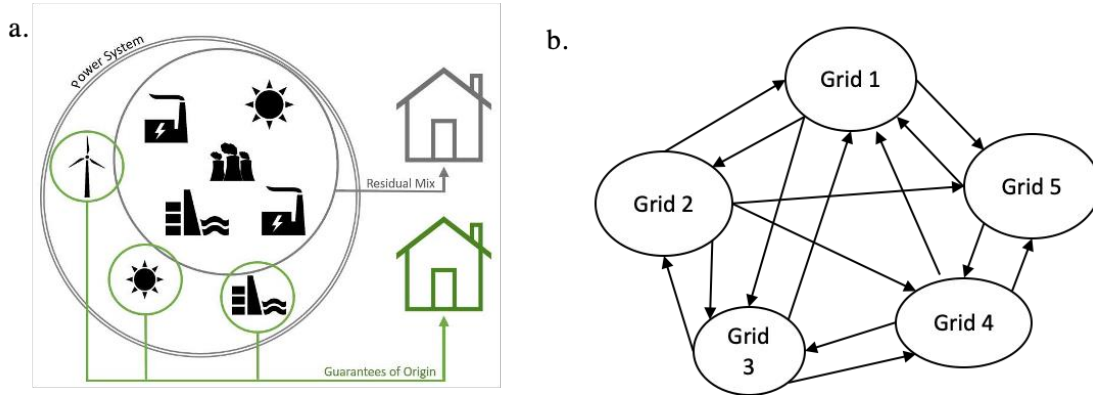 a.
Power System
Residual Mix
Guarantees of Origin
b.
Grid 1
Grid 2
Grid 5
Grid 4
Grid
3